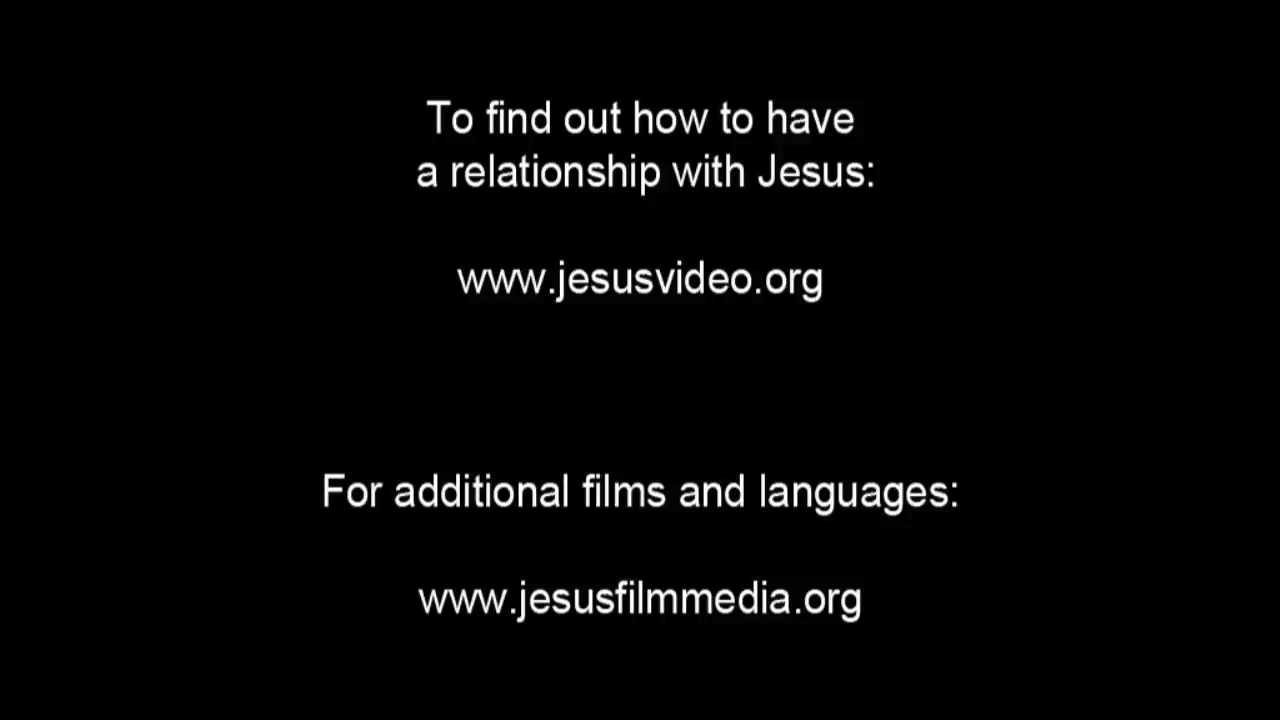 To find out how to have
a relationship with Jesus:
www.jesusvideo.org
For additional films and languages:
www.jesusfilmmedia.org